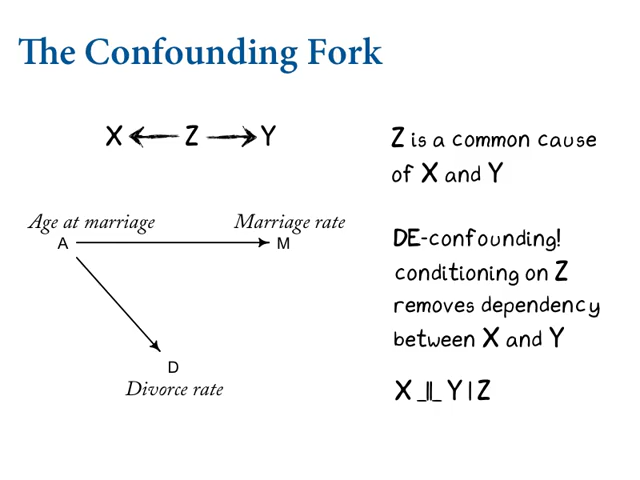 The Confounding Fork
X ← Z → Y
Z is a common cause
of X and Y
Age at marriage
Marriage rate
A
M
DE-confounding!
conditioning on Z
removes dependency
between X and Y
D
Divorce rate
X _||_ Y | Z